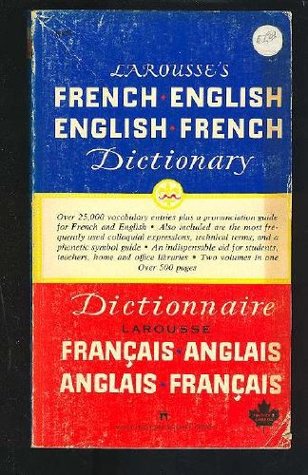 LAROUSSE'S
FRENCH · ENGLISH
ENGLISH · FRENCH
Dictionary
Over 25,000 vocabulary entries plus a pronunciation guide
for French and English • Also included are the most fre-
quently used colloquial expressions, technical terms, and a
phonetic symbol guide • An indispensable aid for students,
teachers, home and office libraries • Two volumes in one
Over 500 pages
Dictionnaire
LAROUSSE
FRANÇAIS · ANGLAIS
ANGLAIS · FRANÇAIS